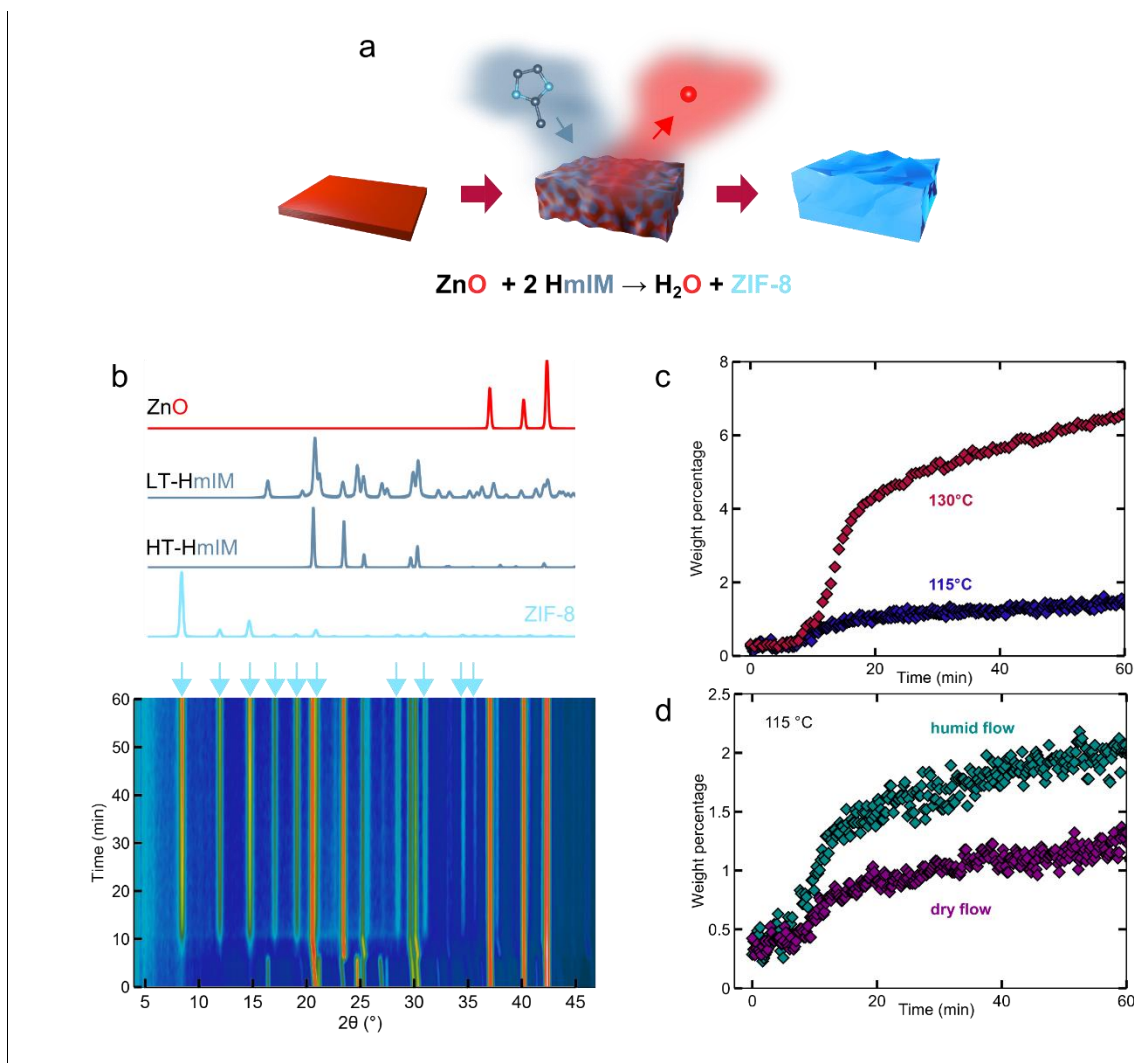 a
ZnO + 2 HmIM → H₂O + ZIF-8
b
ZnO
LT-HmIM
HT-HmIM
ZIF-8
60
50
40
30
20
10
0
Time (min)
5 10 15 20 25 30 35 40 45
2θ (°)
c
8
6
4
2
0
Weight percentage
130°C
115°C
0 20 40 60
Time (min)
d
2.5
2
1.5
1
0.5
0
Weight percentage
115 °C
humid flow
dry flow
0 20 40 60
Time (min)